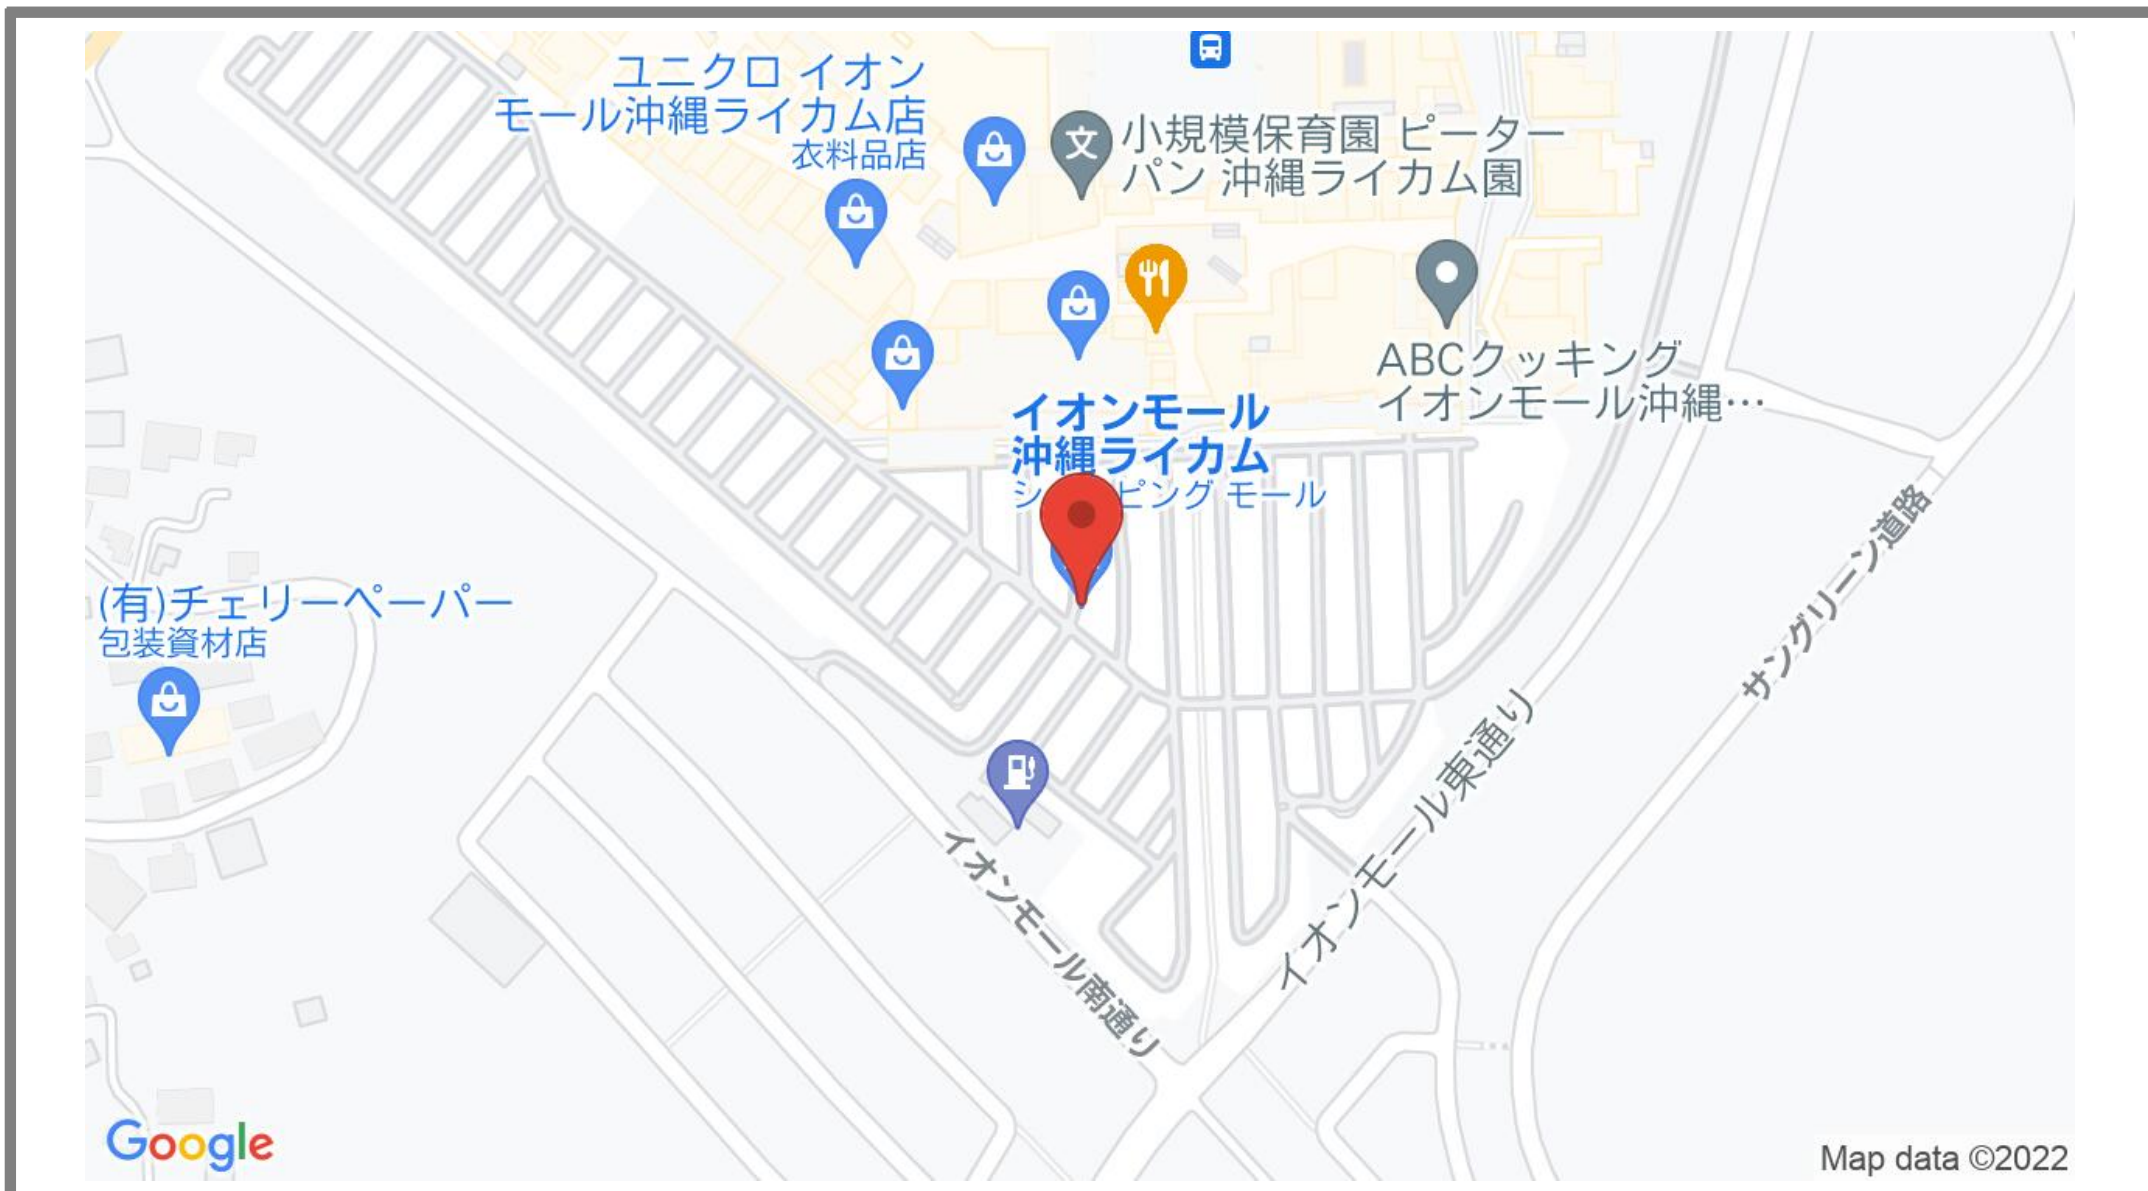 ユニクロ イオン
モール沖縄ライカム店
衣料品店
小規模保育園 ピーター
パン 沖縄ライカム園
ABCクッキング
イオンモール沖縄…
イオンモール
沖縄ライカム
シ ピング モール
(有)チェリーペーパー
包装資材店
サングリーン道路
イオンモール東通り
イオンモール南通り
Google
Map data ©2022